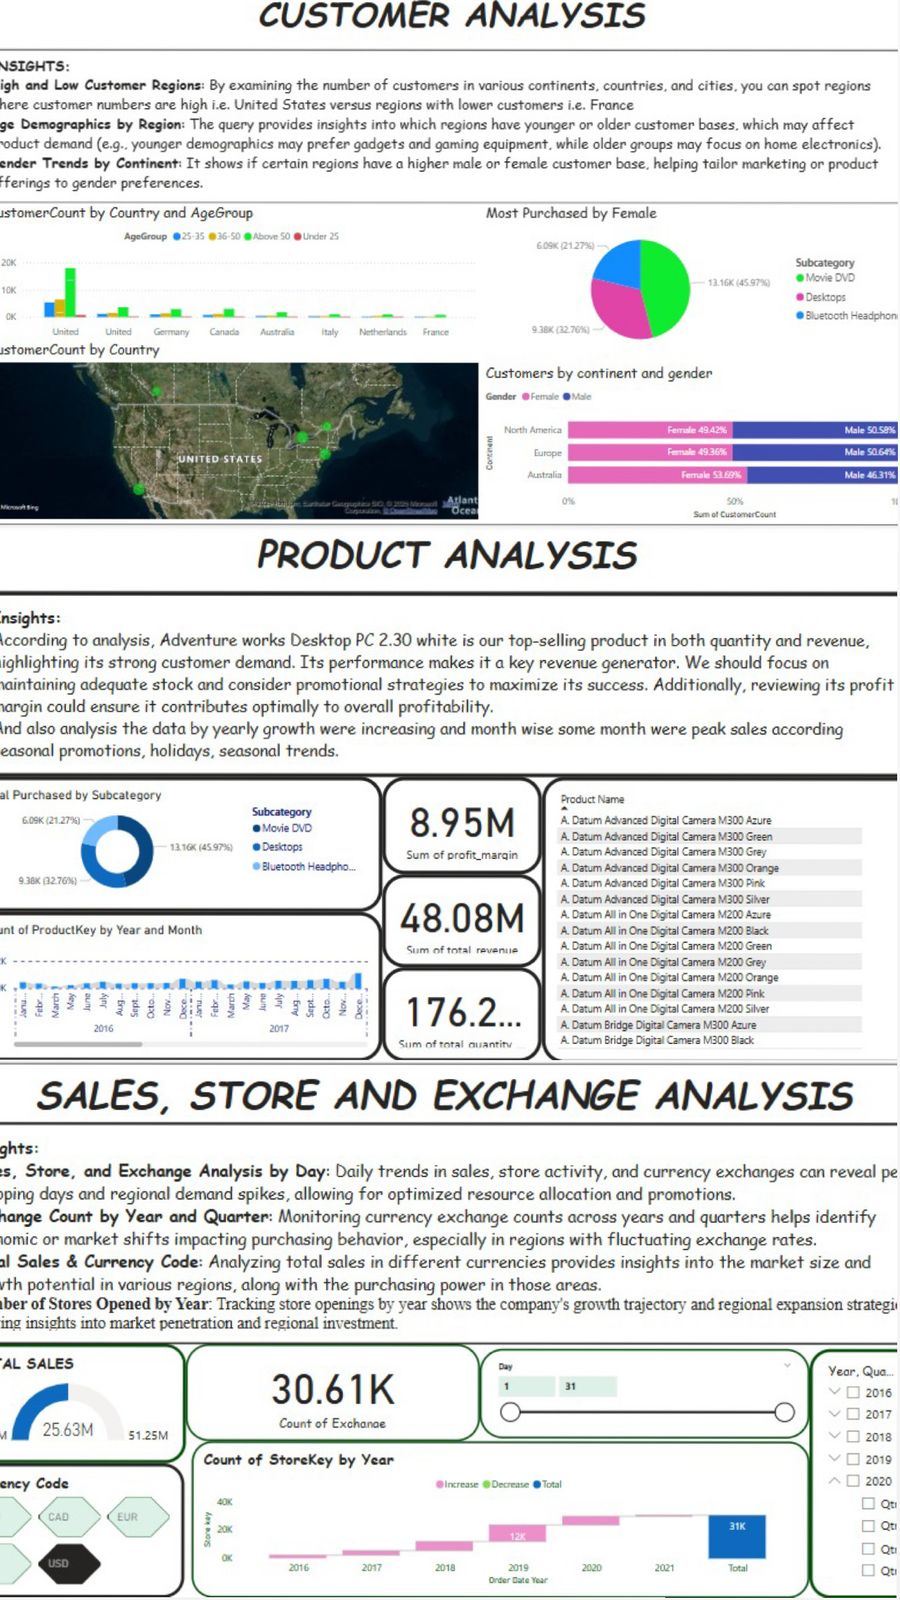 CUSTOMER ANALYSIS
NSIGHTS:
igh and Low Customer Regions: By examining the number of customers in various continents, countries, and cities, you can spot regions
here customer numbers are high i.e. United States versus regions with lower customers i.e. France
ge Demographics by Region: The query provides insights into which regions have younger or older customer bases, which may affect
roduct demand (e.g., younger demographics may prefer gadgets and gaming equipment, while older groups may focus on home electronics).
ender Trends by Continent: It shows if certain regions have a higher male or female customer base, helping tailor marketing or product
fferings to gender preferences.
ustomerCount by Country and AgeGroup
AgeGroup 25-35 36-50 Above 50 Under 25
20K
10K
0K
United United Germany Canada Australia Italy Netherlands France
Most Purchased by Female
6.09K (21.27%)
13.16K (45.97%)
9.38K (32.76%)
Subcategory
Movie DVD
Desktops
Bluetooth Headphon
ustomerCount by Country
UNITED STATES
Atlant
Ocea
Microsoft Bing
Earthstar Geographics SIO, © 2025 Microsoft
Corporation, © OpenStreetMap
Customers by continent and gender
Gender Female Male
Continent
North America Female 49.42% Male 50.58%
Europe Female 49.36% Male 50.64%
Australia Female 53.69% Male 46.31%
0% 50% 10
Sum of CustomerCount
PRODUCT ANALYSIS
Insights:
According to analysis, Adventure works Desktop PC 2.30 white is our top-selling product in both quantity and revenue,
ighlighting its strong customer demand. Its performance makes it a key revenue generator. We should focus on
naintaining adequate stock and consider promotional strategies to maximize its success. Additionally, reviewing its profit
margin could ensure it contributes optimally to overall profitability.
And also analysis the data by yearly growth were increasing and month wise some month were peak sales according
easonal promotions, holidays, seasonal trends.
al Purchased by Subcategory
6.09K (21.27%)
13.16K (45.97%)
9.38K (32.76%)
Subcategory
Movie DVD
Desktops
Bluetooth Headpho...
unt of ProductKey by Year and Month
K
K
Janu... Febr... March May June July Aug... Sept... Octo... Nov... Dece... Janu... Febr... March May June July Aug... Sept... Octo... Nov... Dece...
2016 2017
8.95M
Sum of profit_margin
48.08M
Sum of total_revenue
176.2...
Sum of total_quantity
Product Name
A. Datum Advanced Digital Camera M300 Azure
A. Datum Advanced Digital Camera M300 Green
A. Datum Advanced Digital Camera M300 Grey
A. Datum Advanced Digital Camera M300 Orange
A. Datum Advanced Digital Camera M300 Pink
A. Datum Advanced Digital Camera M300 Silver
A. Datum All in One Digital Camera M200 Azure
A. Datum All in One Digital Camera M200 Black
A. Datum All in One Digital Camera M200 Green
A. Datum All in One Digital Camera M200 Grey
A. Datum All in One Digital Camera M200 Orange
A. Datum All in One Digital Camera M200 Pink
A. Datum All in One Digital Camera M200 Silver
A. Datum Bridge Digital Camera M300 Azure
A. Datum Bridge Digital Camera M300 Black
SALES, STORE AND EXCHANGE ANALYSIS
ghts:
es, Store, and Exchange Analysis by Day: Daily trends in sales, store activity, and currency exchanges can reveal pe
pping days and regional demand spikes, allowing for optimized resource allocation and promotions.
hange Count by Year and Quarter: Monitoring currency exchange counts across years and quarters helps identify
nomic or market shifts impacting purchasing behavior, especially in regions with fluctuating exchange rates.
al Sales & Currency Code: Analyzing total sales in different currencies provides insights into the market size and
wth potential in various regions, along with the purchasing power in those areas.
ber of Stores Opened by Year: Tracking store openings by year shows the company's growth trajectory and regional expansion strategi
ing insights into market penetration and regional investment.
AL SALES
M 25.63M 51.25M
30.61K
Count of Exchange
Day
1 31
Year, Qua...
2016
2017
2018
2019
2020
Qt
Qt
Qt
Qt
ency Code
CAD EUR
USD
Count of StoreKey by Year
Increase Decrease Total
Store key
40K
20K
0K
12K
31K
2016 2017 2018 2019 2020 2021 Total
Order Date Year